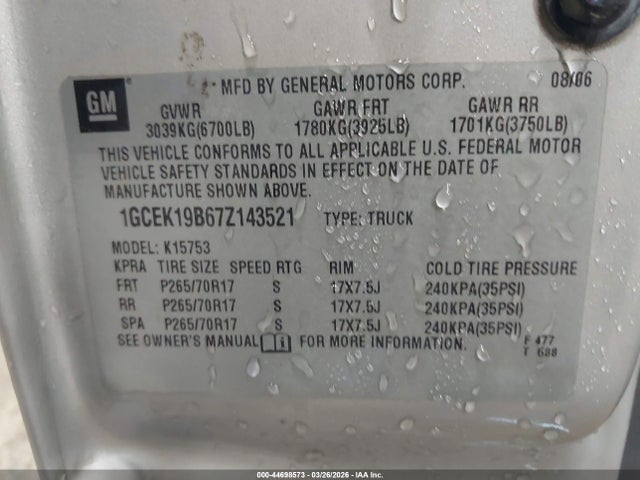 GM
MFD BY GENERAL MOTORS CORP. 08/06
GVWR GAWR FRT GAWR RR
3039KG(6700LB) 1780KG(3925LB) 1701KG(3750LB)
THIS VEHICLE CONFORMS TO ALL APPLICABLE U.S. FEDERAL MOTOR
VEHICLE SAFETY STANDARDS IN EFFECT ON THE DATE OF
MANUFACTURE SHOWN ABOVE.
1GCEK19B67Z143521 TYPE: TRUCK
MODEL: K15753
KPRA TIRE SIZE SPEED RTG RIM COLD TIRE PRESSURE
FRT P265/70R17 S 17X7.5J 240KPA(35PSI)
RR P265/70R17 S 17X7.5J 240KPA(35PSI)
SPA P265/70R17 S 17X7.5J 240KPA(35PSI)
SEE OWNER'S MANUAL FOR MORE INFORMATION.
F 477
T 688
000-44698573 | 03/26/2026 | IAA Inc.